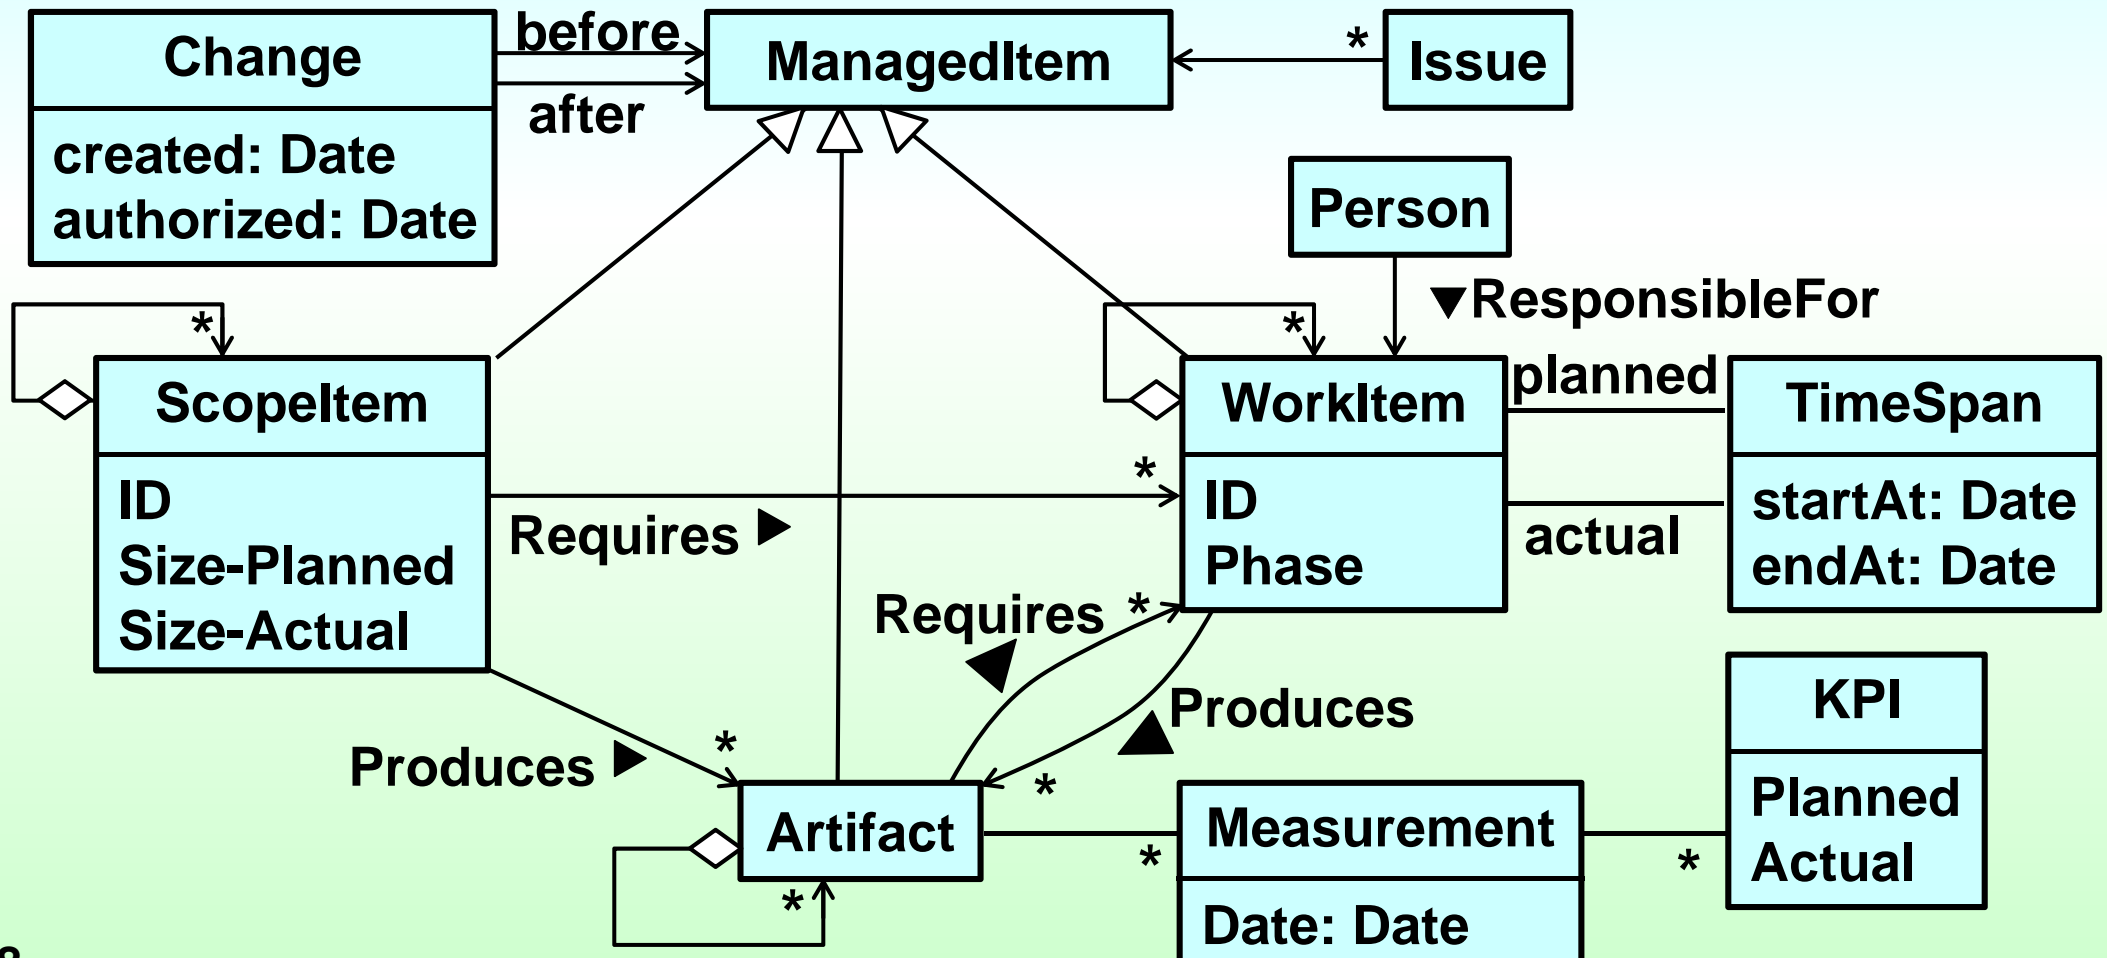 Change
before
ManagedItem
*
Issue
after
created: Date
authorized: Date
Person
ResponsibleFor
*
*
planned
ScopeItem
WorkItem
TimeSpan
*
ID
Size-Planned
Size-Actual
Requires
ID
Phase
actual
startAt: Date
endAt: Date
Requires
*
Produces
KPI
Produces
*
*
Artifact
Measurement
Planned
Actual
*
*
*
Date: Date